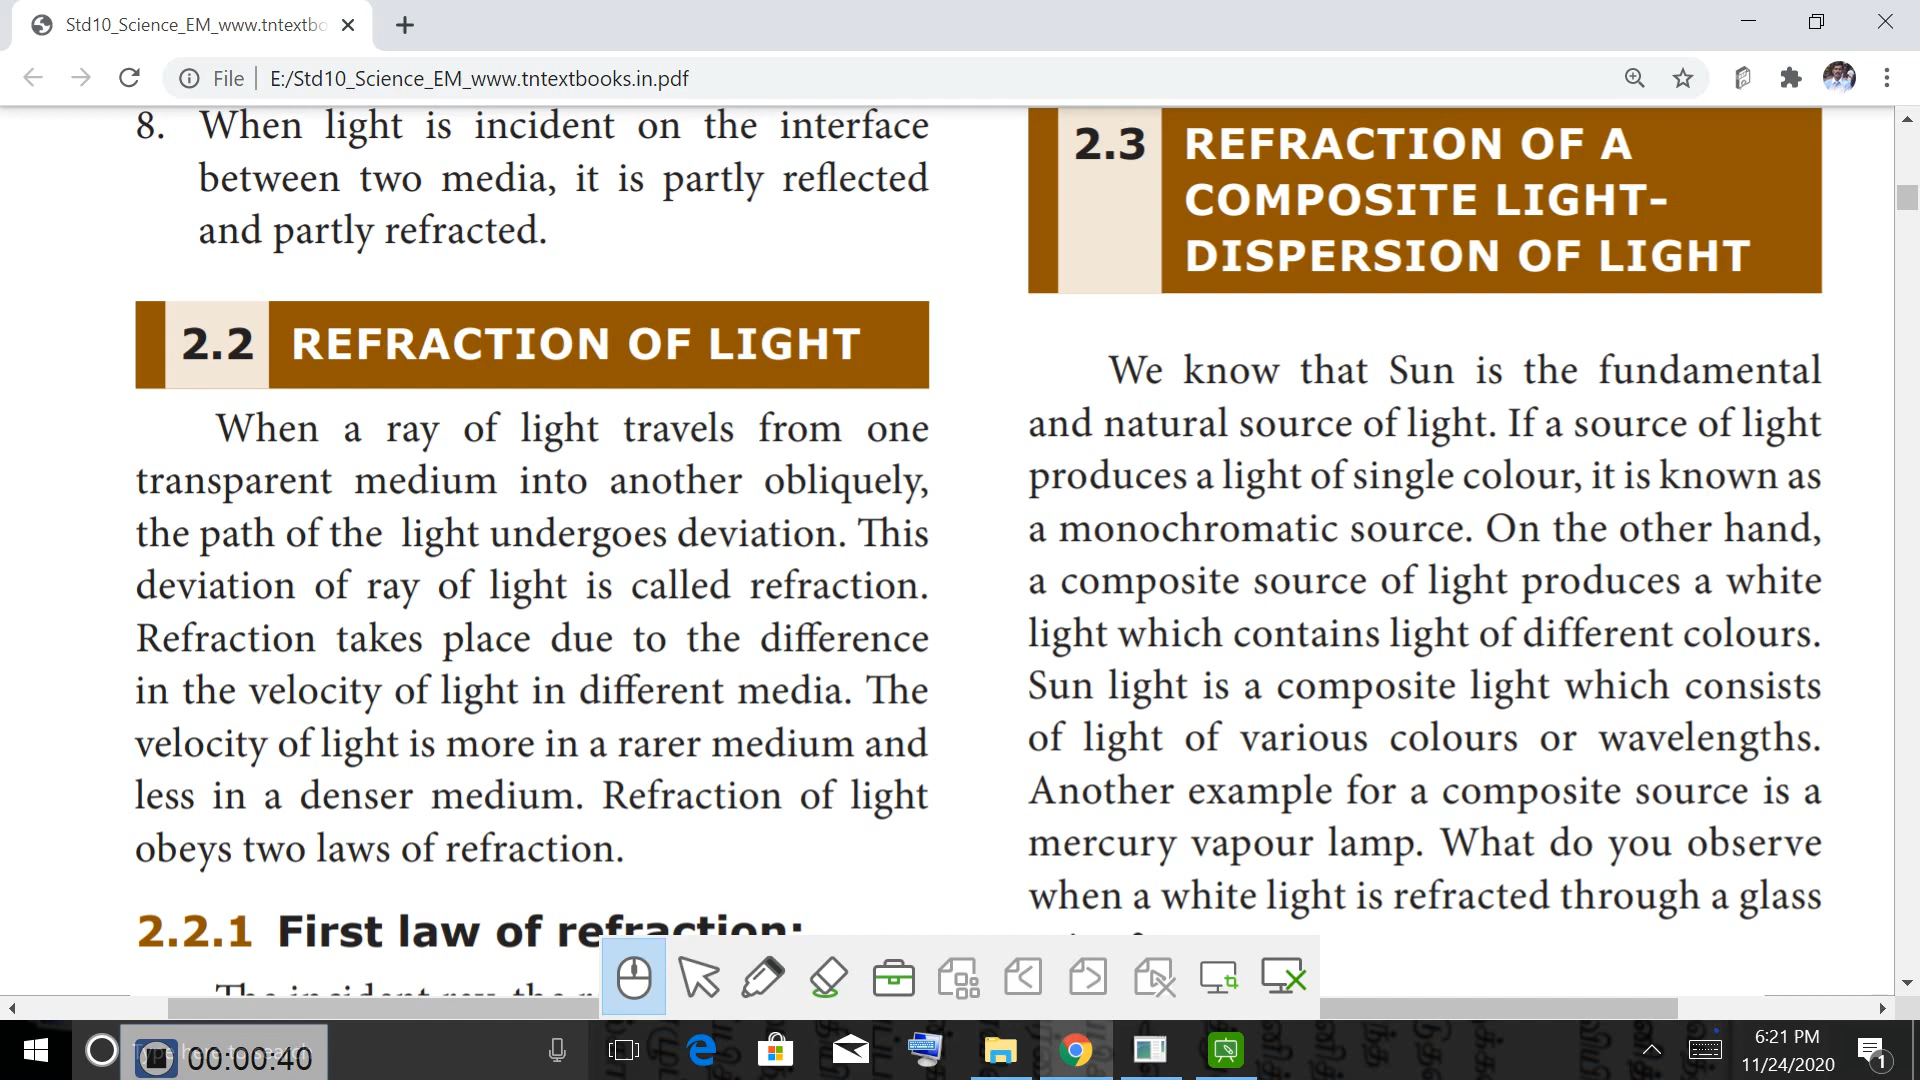 Std10_Science_EM_www.tntextbo
File
E:/Std10_Science_EM_www.tntextbooks.in.pdf
8. When light is incident on the interface
between two media, it is partly reflected
and partly refracted.
2.2 REFRACTION OF LIGHT
When a ray of light travels from one
transparent medium into another obliquely,
the path of the light undergoes deviation. This
deviation of ray of light is called refraction.
Refraction takes place due to the difference
in the velocity of light in different media. The
velocity of light is more in a rarer medium and
less in a denser medium. Refraction of light
obeys two laws of refraction.
2.2.1 First law of refraction:
The incident ray, the r
2.3 REFRACTION OF A
COMPOSITE LIGHT-
DISPERSION OF LIGHT
We know that Sun is the fundamental
and natural source of light. If a source of light
produces a light of single colour, it is known as
a monochromatic source. On the other hand,
a composite source of light produces a white
light which contains light of different colours.
Sun light is a composite light which consists
of light of various colours or wavelengths.
Another example for a composite source is a
mercury vapour lamp. What do you observe
when a white light is refracted through a glass
Type here to search
00:00:40
6:21 PM
11/24/2020
1